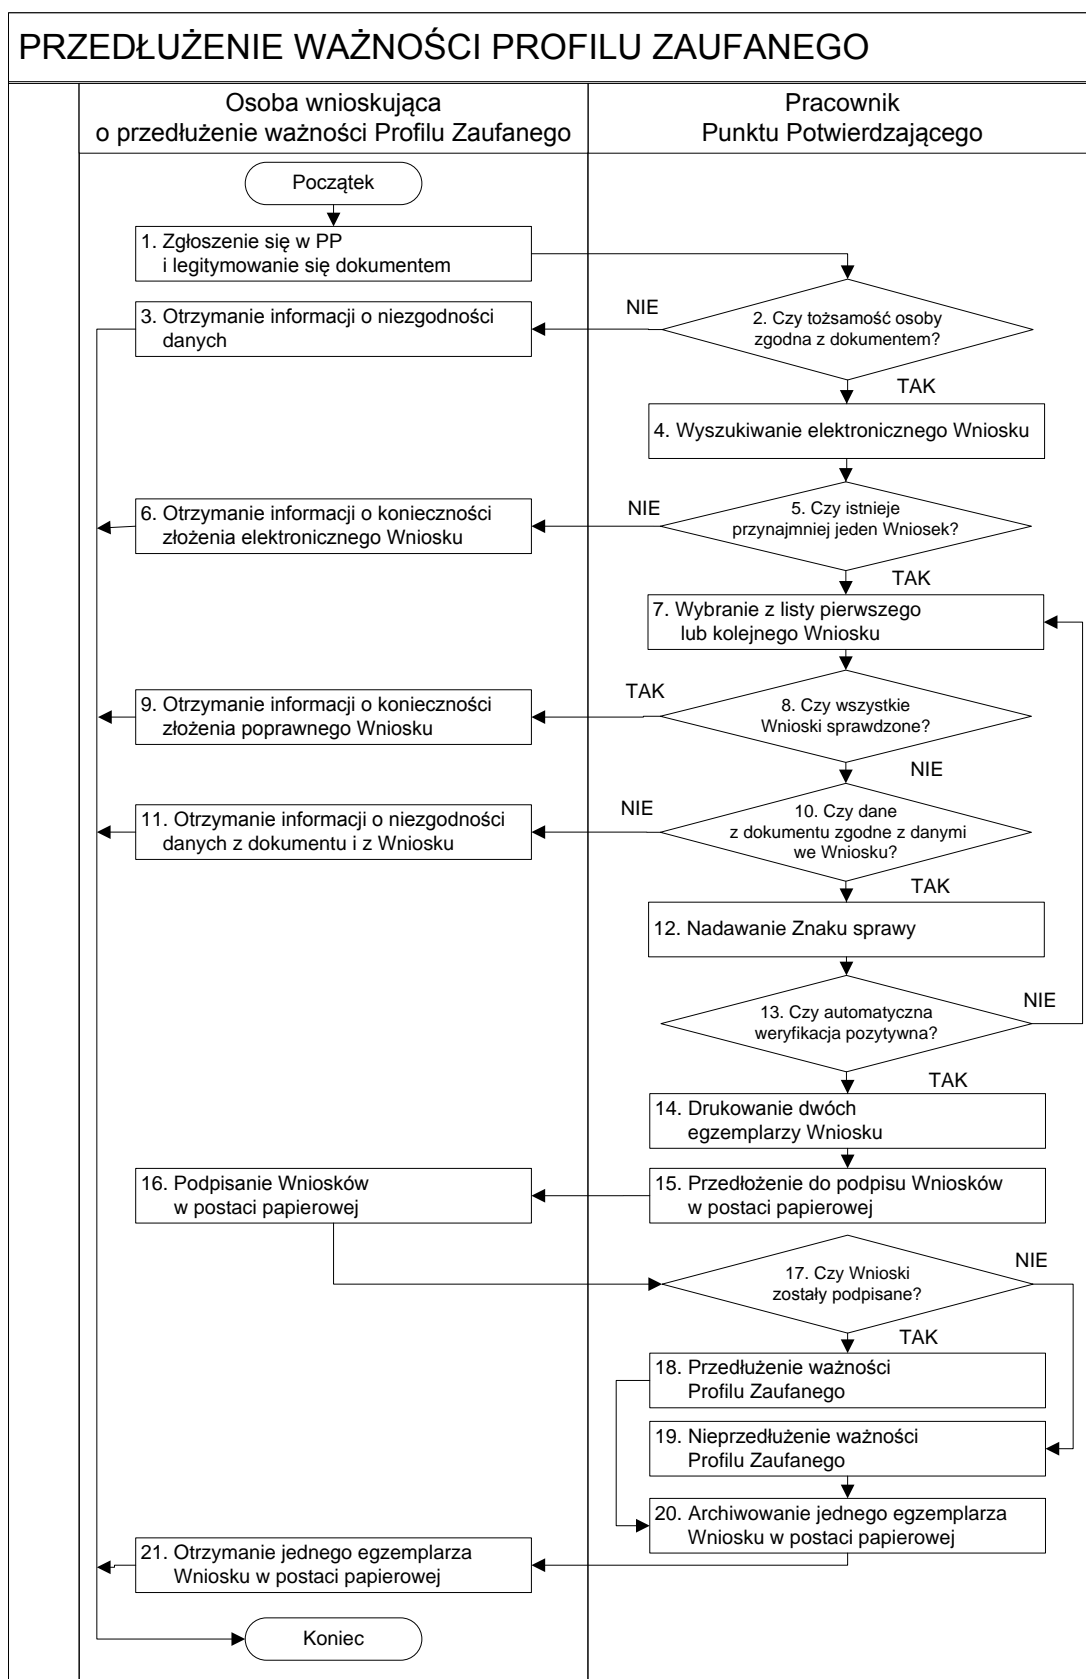 PRZEDŁUŻENIE WAŻNOŚCI PROFILU ZAUFANEGO
Osoba wnioskująca
o przedłużenie ważności Profilu Zaufanego
Pracownik
Punktu Potwierdzającego
Początek
1. Zgłoszenie się w PP
i legitymowanie się dokumentem
2. Czy tożsamość osoby
zgodna z dokumentem?
NIE
3. Otrzymanie informacji o niezgodności
danych
TAK
4. Wyszukiwanie elektronicznego Wniosku
5. Czy istnieje
przynajmniej jeden Wniosek?
NIE
6. Otrzymanie informacji o konieczności
złożenia elektronicznego Wniosku
TAK
7. Wybranie z listy pierwszego
lub kolejnego Wniosku
8. Czy wszystkie
Wnioski sprawdzone?
TAK
9. Otrzymanie informacji o konieczności
złożenia poprawnego Wniosku
NIE
10. Czy dane
z dokumentu zgodne z danymi
we Wniosku?
NIE
11. Otrzymanie informacji o niezgodności
danych z dokumentu i z Wniosku
TAK
12. Nadawanie Znaku sprawy
13. Czy automatyczna
weryfikacja pozytywna?
NIE
TAK
14. Drukowanie dwóch
egzemplarzy Wniosku
15. Przedłożenie do podpisu Wniosków
w postaci papierowej
16. Podpisanie Wniosków
w postaci papierowej
17. Czy Wnioski
zostały podpisane?
NIE
TAK
18. Przedłużenie ważności
Profilu Zaufanego
19. Nieprzedłużenie ważności
Profilu Zaufanego
20. Archiwowanie jednego egzemplarza
Wniosku w postaci papierowej
21. Otrzymanie jednego egzemplarza
Wniosku w postaci papierowej
Koniec